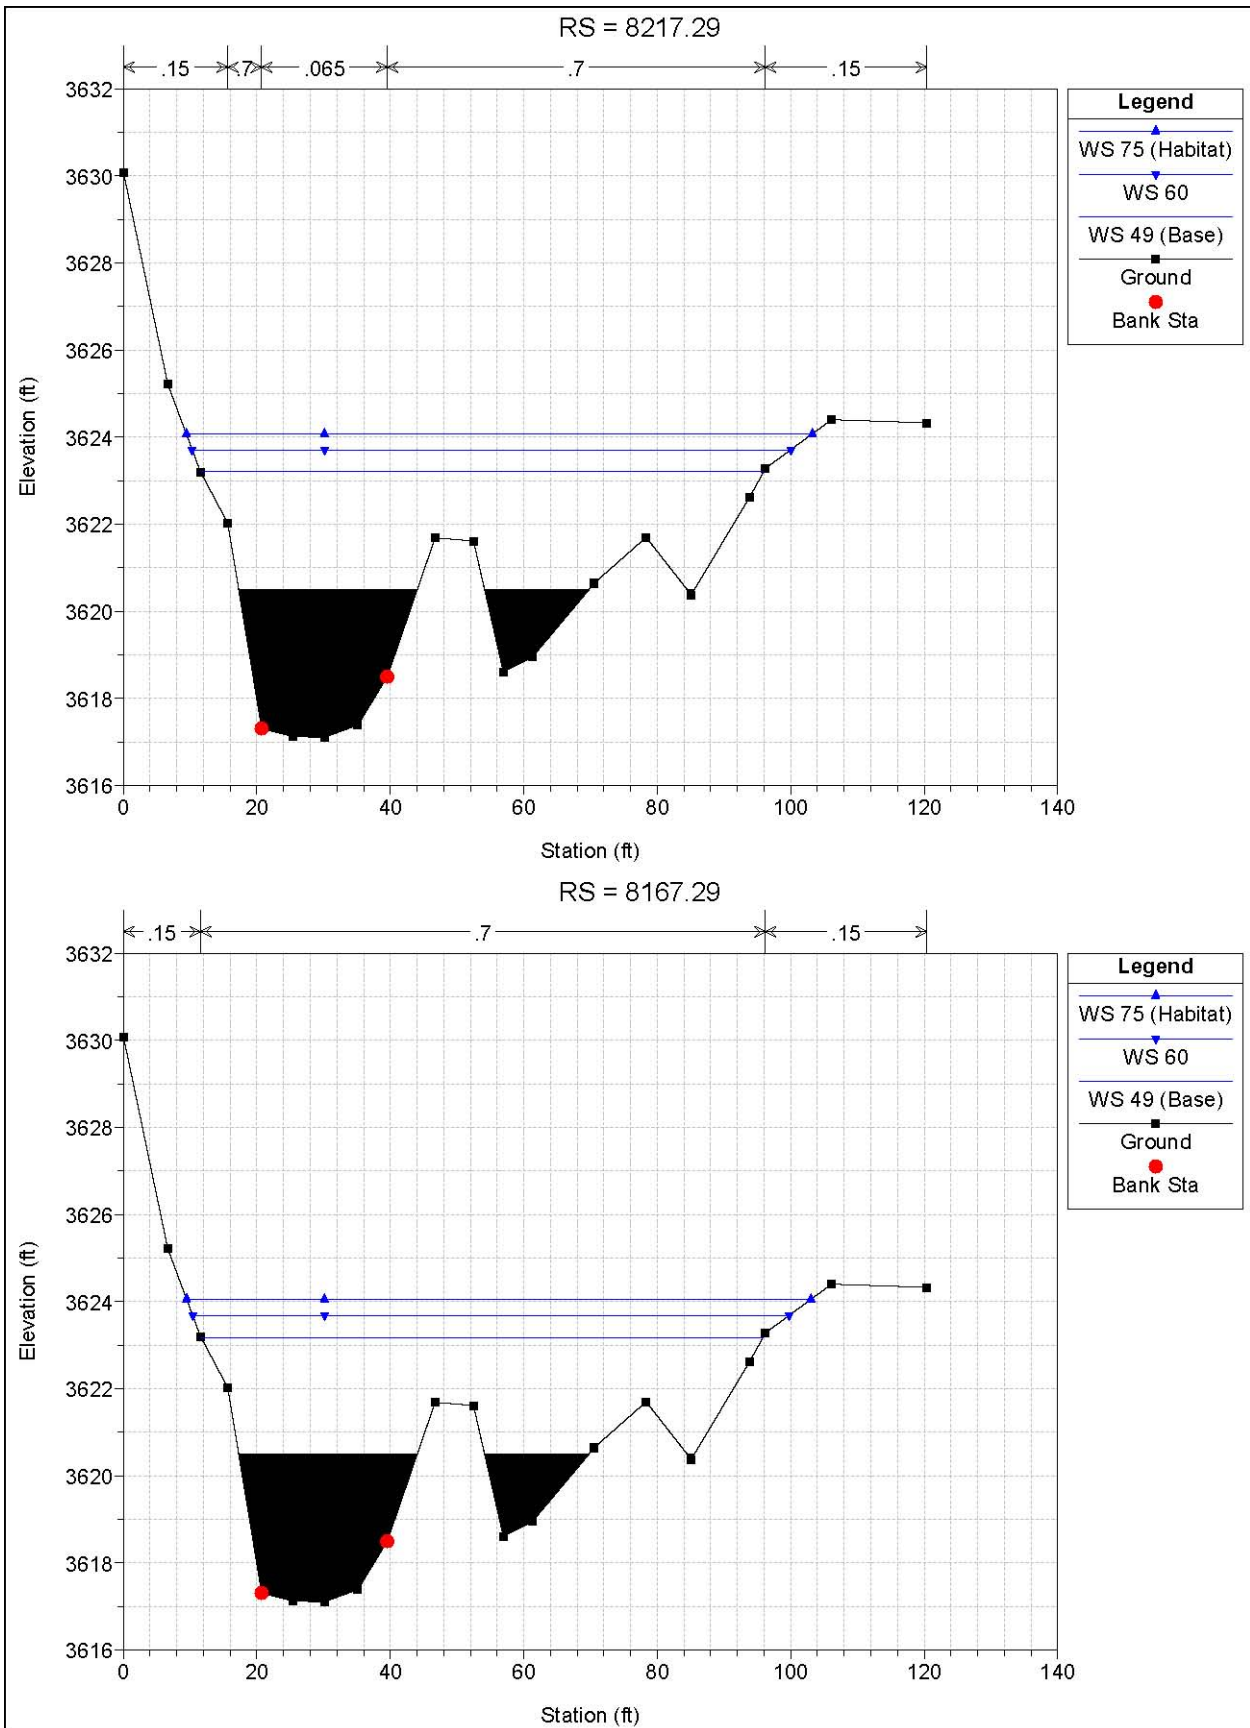 RS = 8217.29
.15 .7 .065 .7 .15
Legend
WS 75 (Habitat)
WS 60
WS 49 (Base)
Ground
Bank Sta
Elevation (ft)
3632
3630
3628
3626
3624
3622
3620
3618
3616
0 20 40 60 80 100 120 140
Station (ft)
RS = 8167.29
.15 .7 .15
Legend
WS 75 (Habitat)
WS 60
WS 49 (Base)
Ground
Bank Sta
Elevation (ft)
3632
3630
3628
3626
3624
3622
3620
3618
3616
0 20 40 60 80 100 120 140
Station (ft)